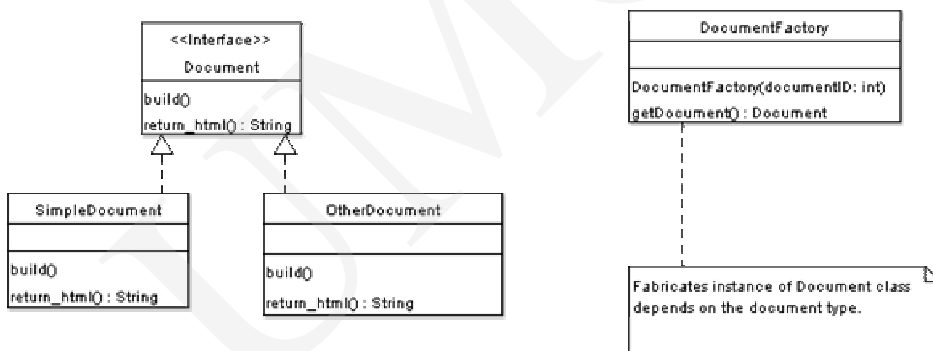 <<Interface>>
Document
build()
return_html() : String
SimpleDocument
build()
return_html() : String
OtherDocument
build()
return_html() : String
DocumentFactory
DocumentFactory(documentID: int)
getDocument() : Document
Fabricates instance of Document class
depends on the document type.